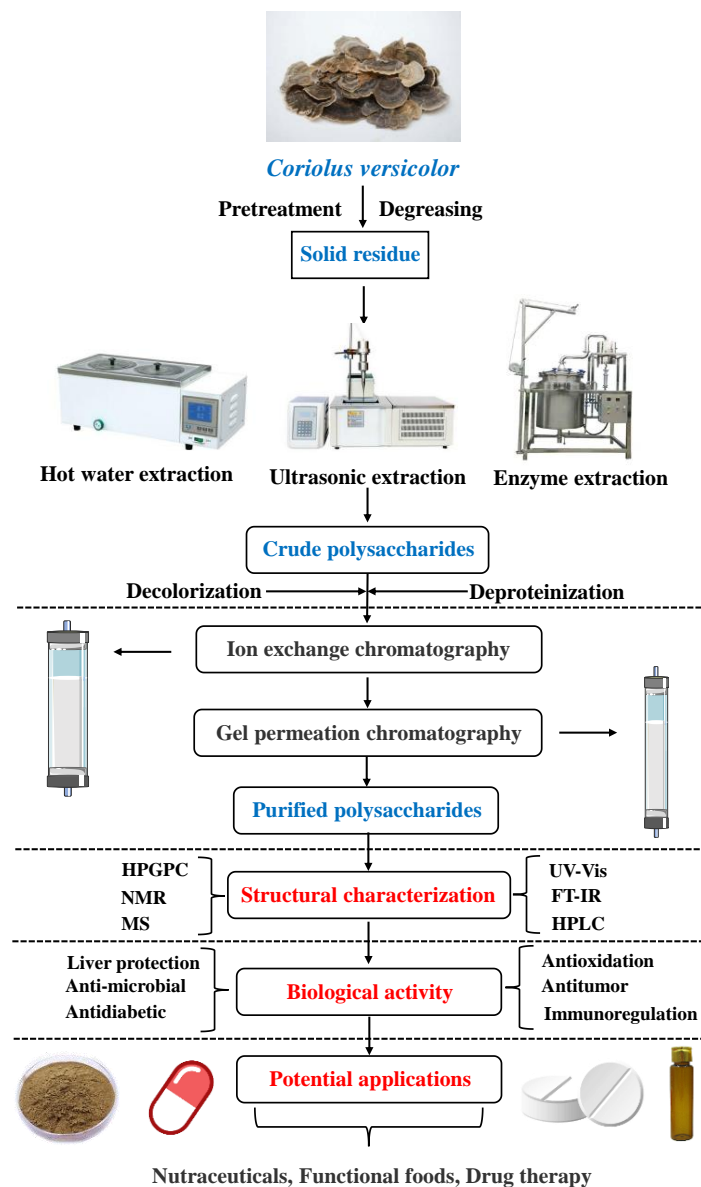 Coriolus versicolor
Pretreatment Degreasing
Solid residue
Hot water extraction
Ultrasonic extraction
Enzyme extraction
Crude polysaccharides
Decolorization
Deproteinization
Ion exchange chromatography
Gel permeation chromatography
Purified polysaccharides
HPGPC
NMR
MS
Structural characterization
UV-Vis
FT-IR
HPLC
Liver protection
Anti-microbial
Antidiabetic
Biological activity
Antioxidation
Antitumor
Immunoregulation
Potential applications
Nutraceuticals, Functional foods, Drug therapy